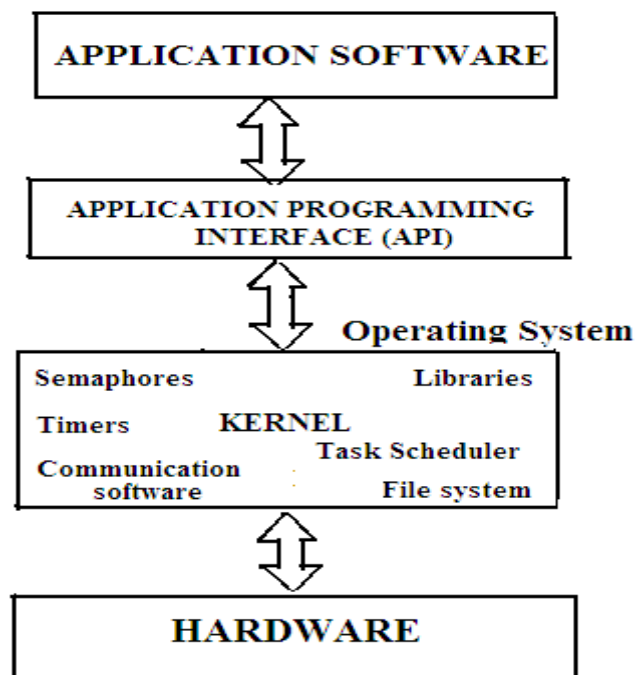 APPLICATION SOFTWARE
APPLICATION PROGRAMMING
INTERFACE (API)
Operating System
Semaphores
Libraries
Timers
KERNEL
Task Scheduler
Communication
software
File system
HARDWARE